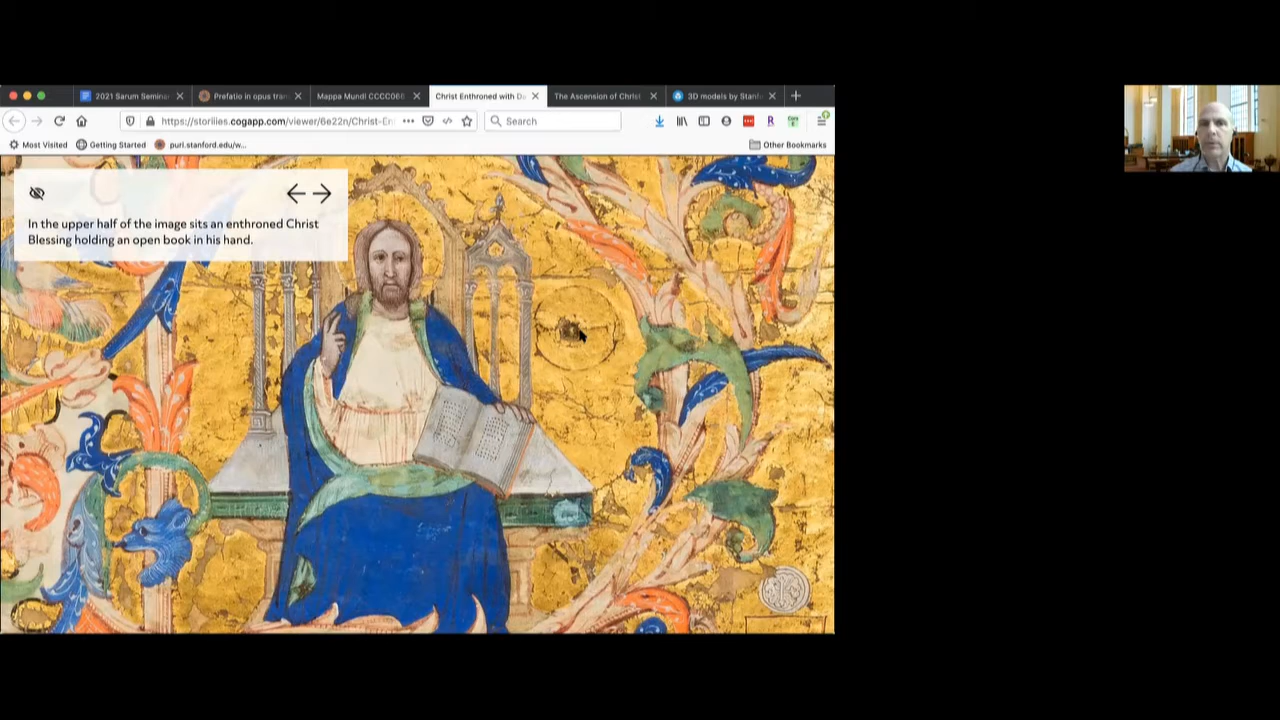 2021 Sarum Semina
Prefatio in opus tran
Mappa Mundi CCCC066
Christ Enthroned with Da
The Ascension of Christ
3D models by Stanf
https://storiiies.cogapp.com/viewer/6e22n/Christ-En
Search
Most Visited
Getting Started
purl.stanford.edu/w...
Other Bookmarks
In the upper half of the image sits an enthroned Christ
Blessing holding an open book in his hand.